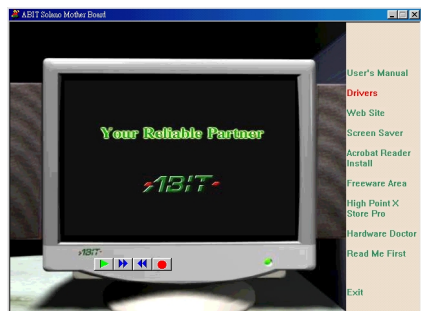 ABIT Solano Mother Board
Your Reliable Partner
ABIT
ABIT
User's Manual
Drivers
Web Site
Screen Saver
Acrobat Reader
Install
Freeware Area
High Point X
Store Pro
Hardware Doctor
Read Me First
Exit